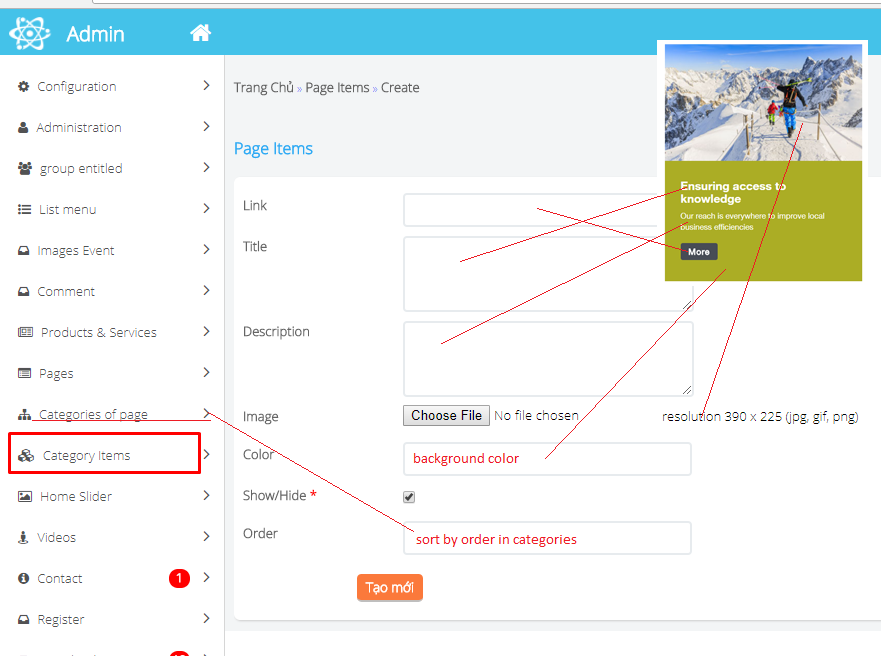 Admin
Configuration
Administration
group entitled
List menu
Images Event
Comment
Products & Services
Pages
Categories of page
Category Items
Home Slider
Videos
Contact
1
Register
Trang Chủ » Page Items » Create
Page Items
Link
Title
Description
Image
Choose File No file chosen
resolution 390 x 225 (jpg, gif, png)
Color
background color
Show/Hide *
Order
sort by order in categories
Tạo mới
Ensuring access to
knowledge
Our reach is everywhere to improve local
business efficiencies
More